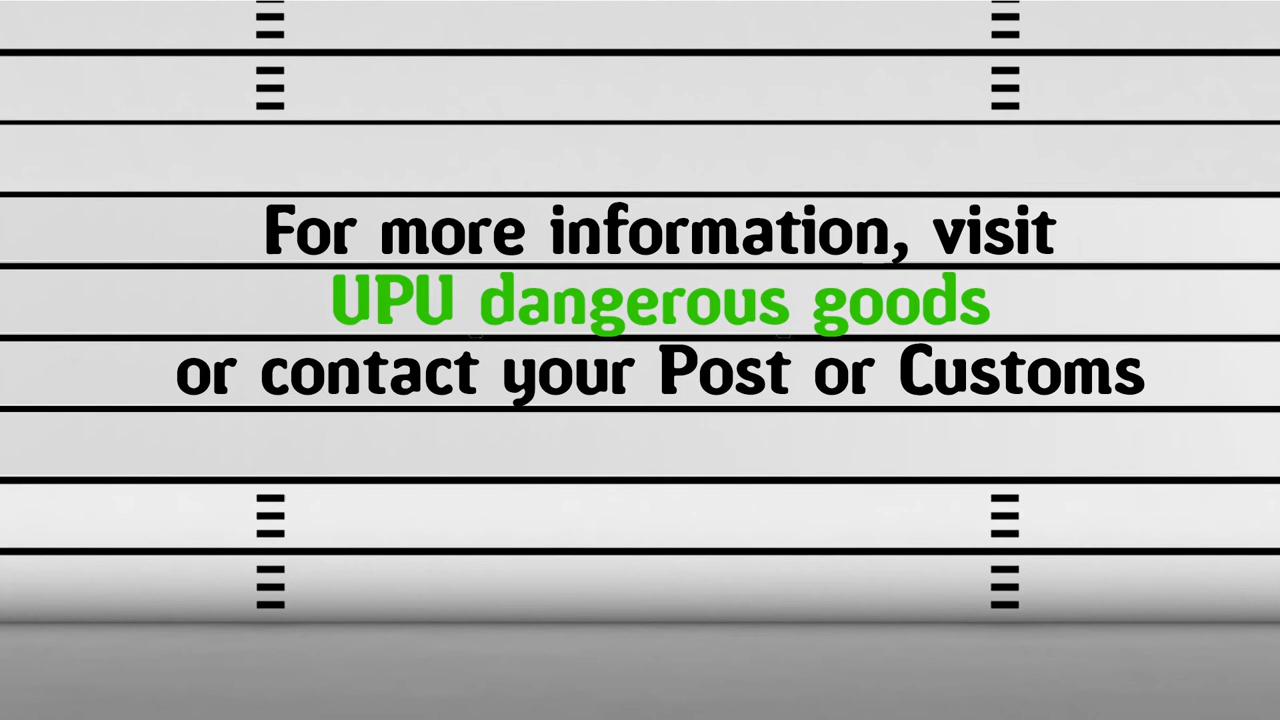 For more information, visit
UPU dangerous goods
or contact your Post or Customs